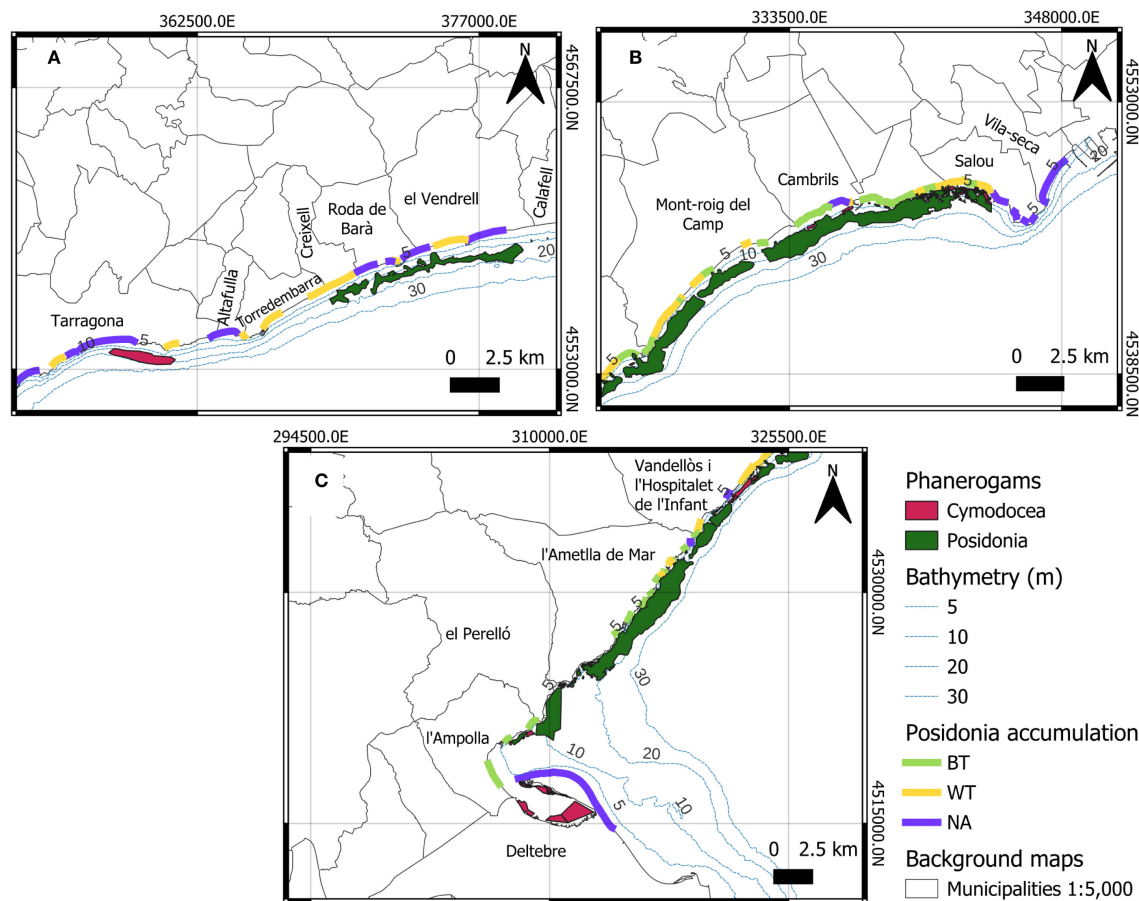 362500.0E 377000.0E
A
N
4567500.0N
4553000.0N
Calafell
el Vendrell
Roda de
Barà
Creixell
Torredembarra
Altafulla
Tarragona
10
5
5
20
30
0 2.5 km
333500.0E 348000.0E
B
N
4553000.0N
4538500.0N
Vila-seca
Salou
Cambrils
Mont-roig del
Camp
5
20
5
5
5
10
30
5
0 2.5 km
294500.0E 310000.0E 325500.0E
C
N
4530000.0N
4515000.0N
Vandellòs i
l'Hospitalet
de l'Infant
l'Ametlla de Mar
el Perelló
l'Ampolla
Deltebre
5
5
5
5
30
20
10
5
10
0 2.5 km
Phanerogams
Cymodocea
Posidonia
Bathymetry (m)
5
10
20
30
Posidonia accumulation
BT
WT
NA
Background maps
Municipalities 1:5,000